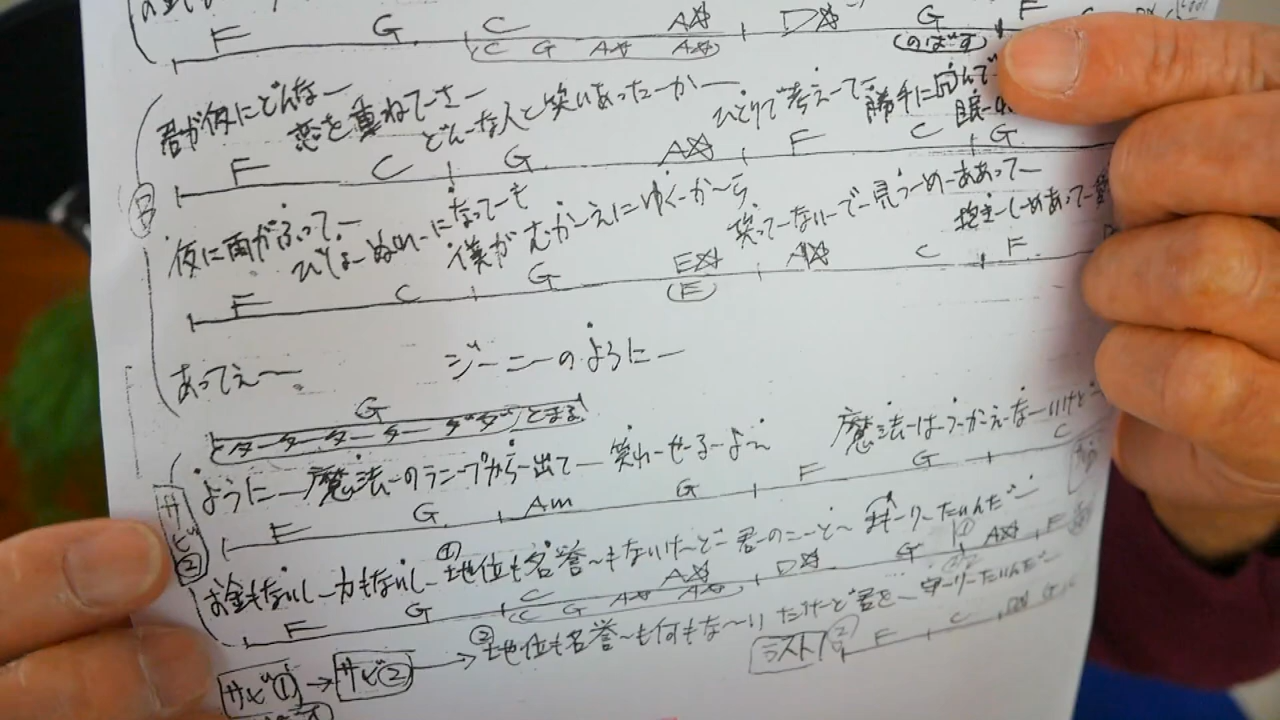 F G C A☆ D☆ G F
C G A☆ A☆ (のばす)
君が仮にどんなー 恋を重ねてーさー どんーな人と笑いあったーかー ひとりで考えーて 勝手に凹んで
眠ーれ
F C G A☆ F C G
B
仮に雨がふってー びしょーぬれーになってーも 僕が むーかーえに ゆくーかーら 笑ってーないーでー見つーめーああってー
抱きーしーめあってー愛
F C G E☆ A☆ C F
(E)
あってえー ジーニーのように―
G
ターターターターダダ とまる
サビ②
ように―魔法―のランプからー出てー 笑わーせるーよー 魔法―は つーかえーなーいけどー
F G Am G F G C
お金もないしー力もないしー ①地位も名誉〜もないけ〜どー君のこーと〜 守ーりーたいんだー
F G C A☆ D☆ G A☆ F
C G A☆ A☆
②地位も名誉〜も何もな〜い だけーど君をー守ーりーたいんだー
サビ① → サビ② → ラスト F C